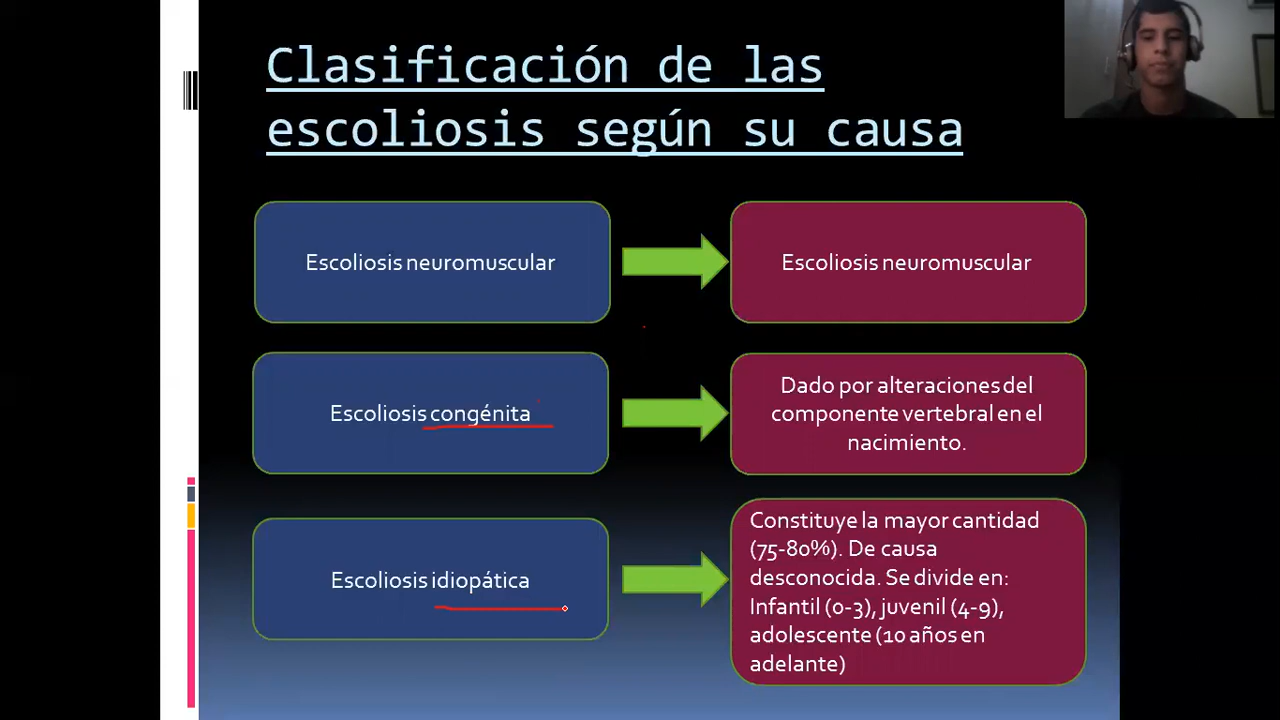 Clasificación de las
escoliosis según su causa
Escoliosis neuromuscular
Escoliosis neuromuscular
Escoliosis congénita
Dado por alteraciones del
componente vertebral en el
nacimiento.
Escoliosis idiopática
Constituye la mayor cantidad
(75-80%). De causa
desconocida. Se divide en:
Infantil (0-3), juvenil (4-9),
adolescente (10 años en
adelante)